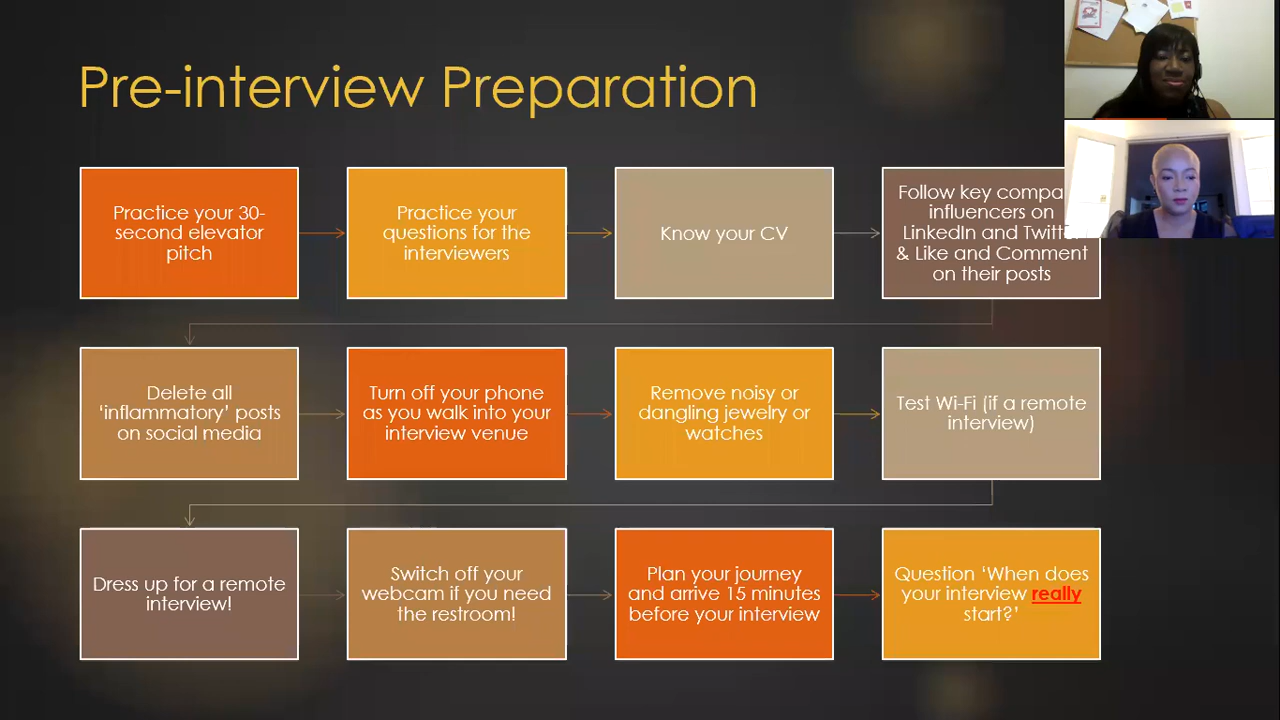 Pre-interview Preparation
Practice your 30-
second elevator
pitch
Practice your
questions for the
interviewers
Know your CV
Follow key
influencers on
LinkedIn and
& Like and Comment
on their posts
Delete all
‘inflammatory’ posts
on social media
Turn off your phone
as you walk into your
interview venue
Remove noisy or
dangling jewelry or
watches
Test Wi-Fi (if a remote
interview)
Dress up for a remote
interview!
Switch off your
webcam if you need
the restroom!
Plan your journey
and arrive 15 minutes
before your interview
Question ‘When does
your interview really
start?’